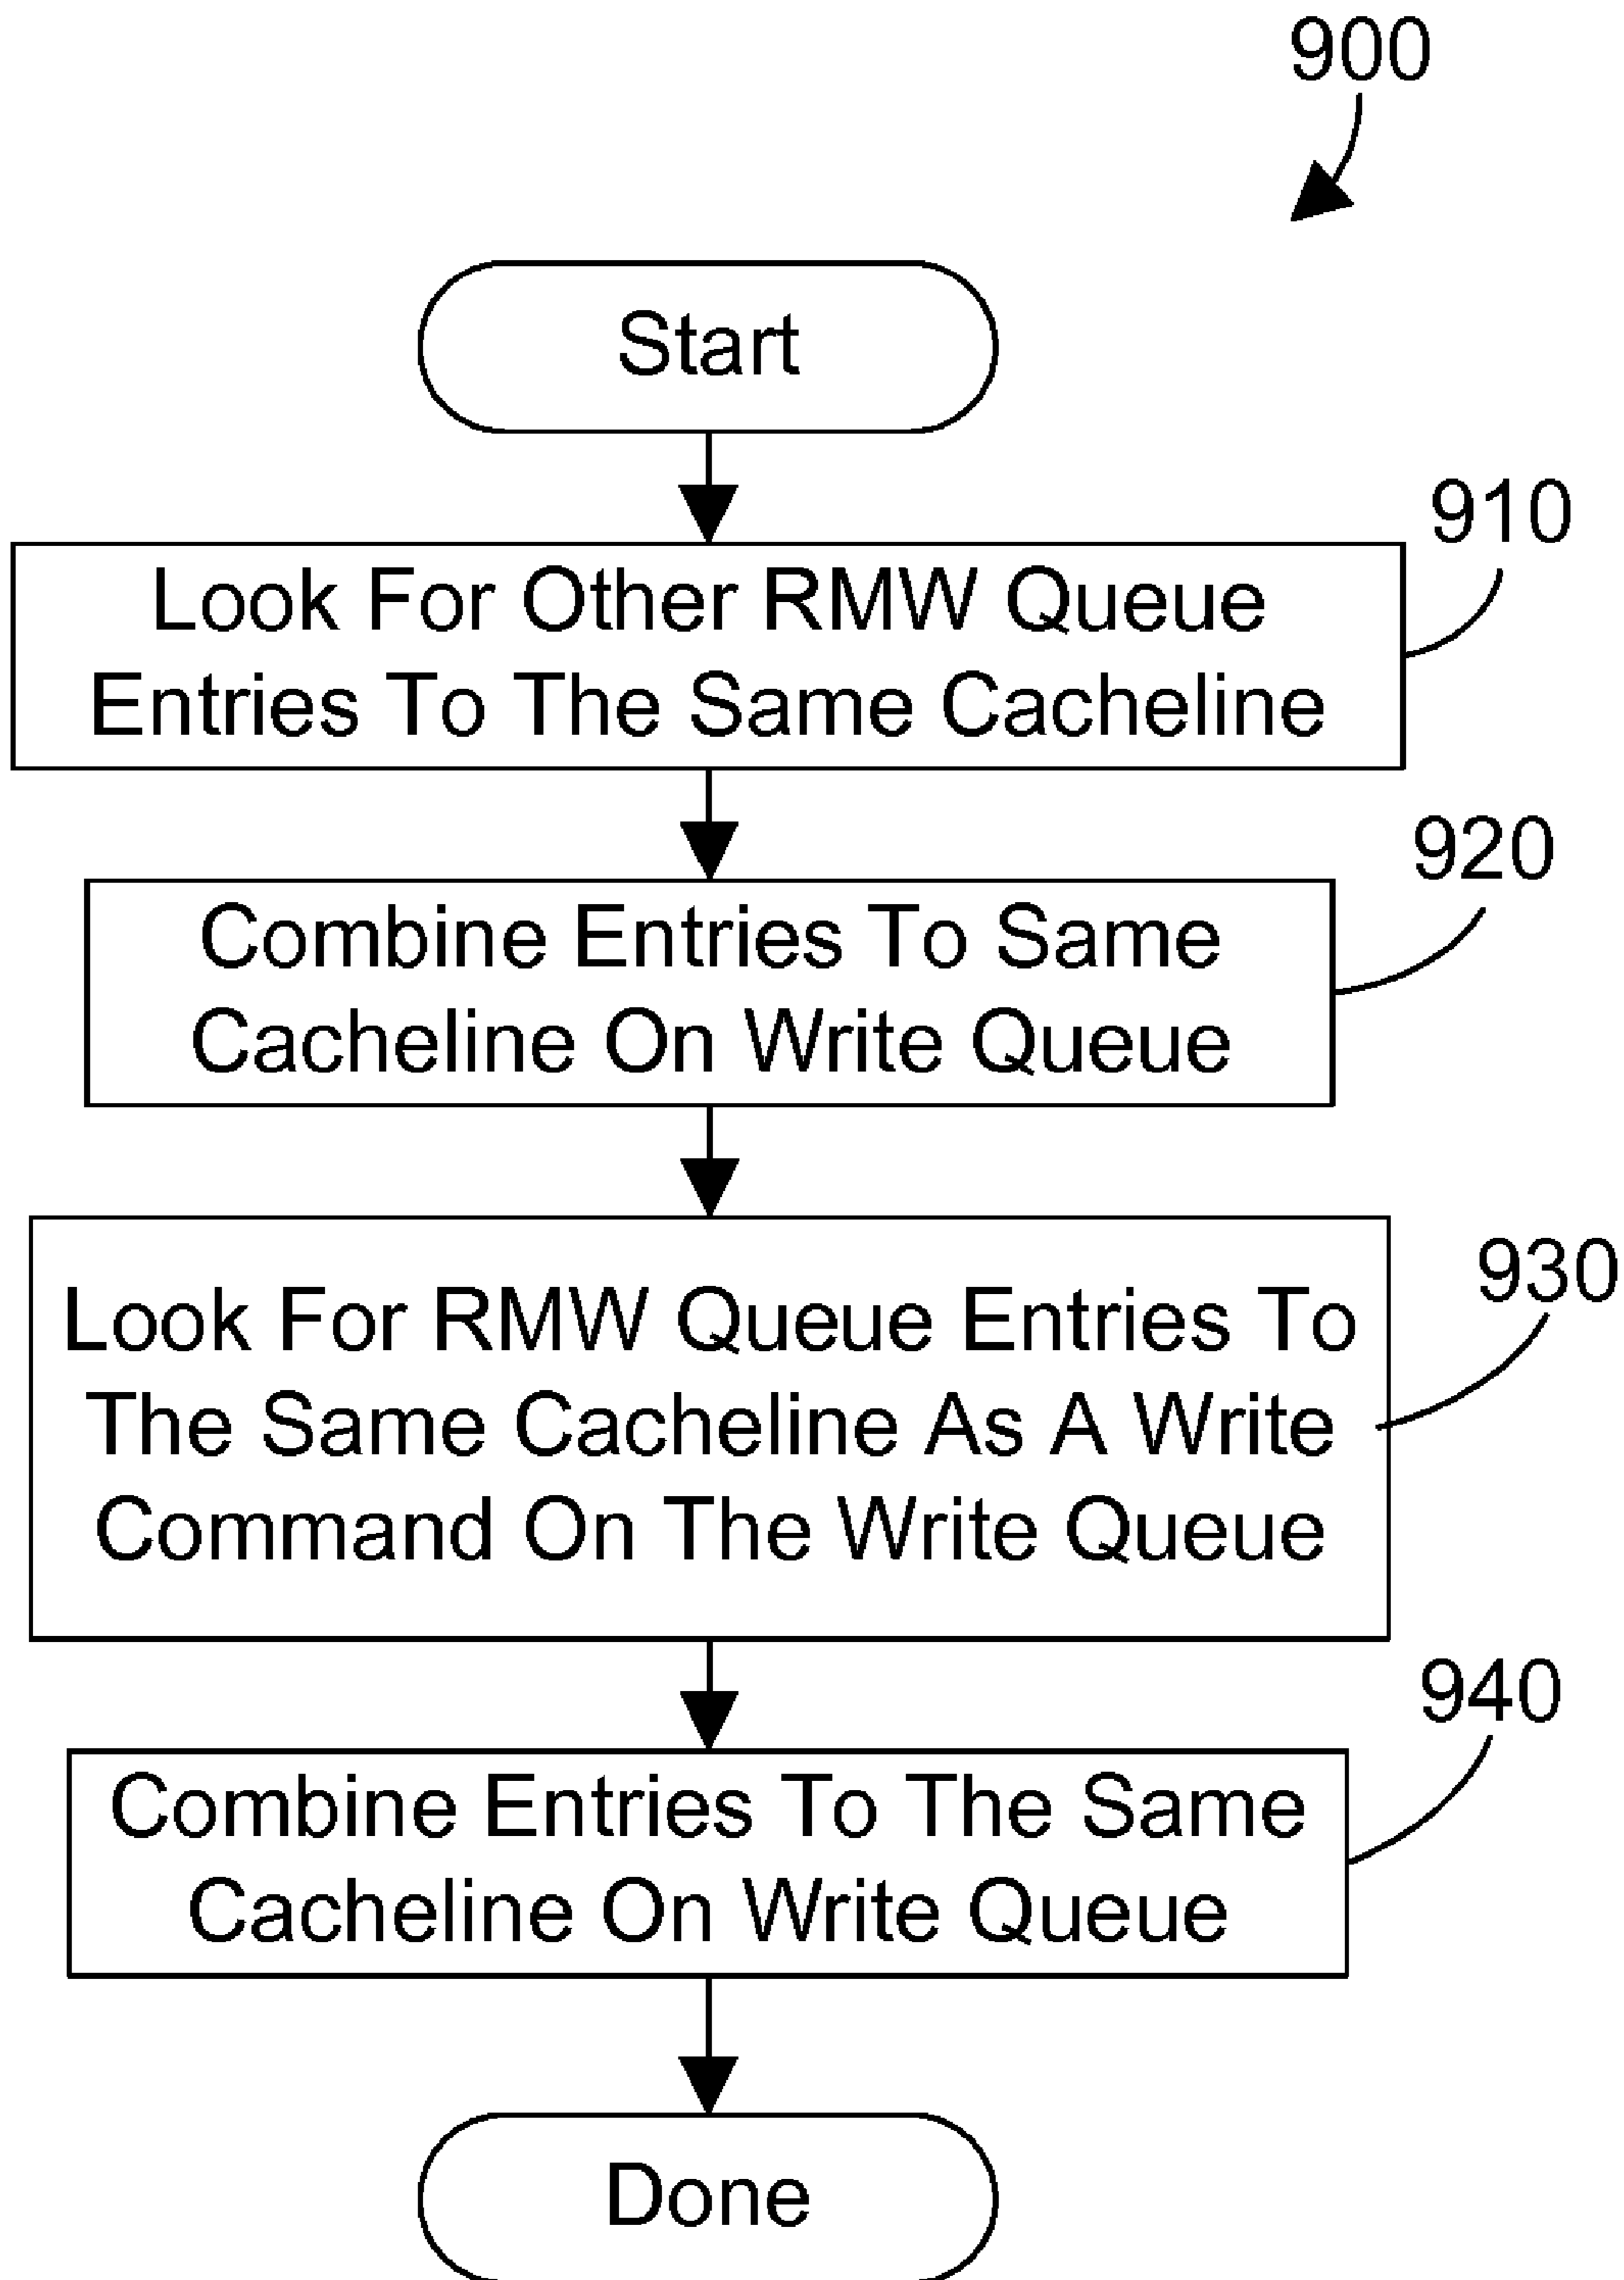 900
Start
910
Look For Other RMW Queue
Entries To The Same Cacheline
920
Combine Entries To Same
Cacheline On Write Queue
930
Look For RMW Queue Entries To
The Same Cacheline As A Write
Command On The Write Queue
940
Combine Entries To The Same
Cacheline On Write Queue
Done